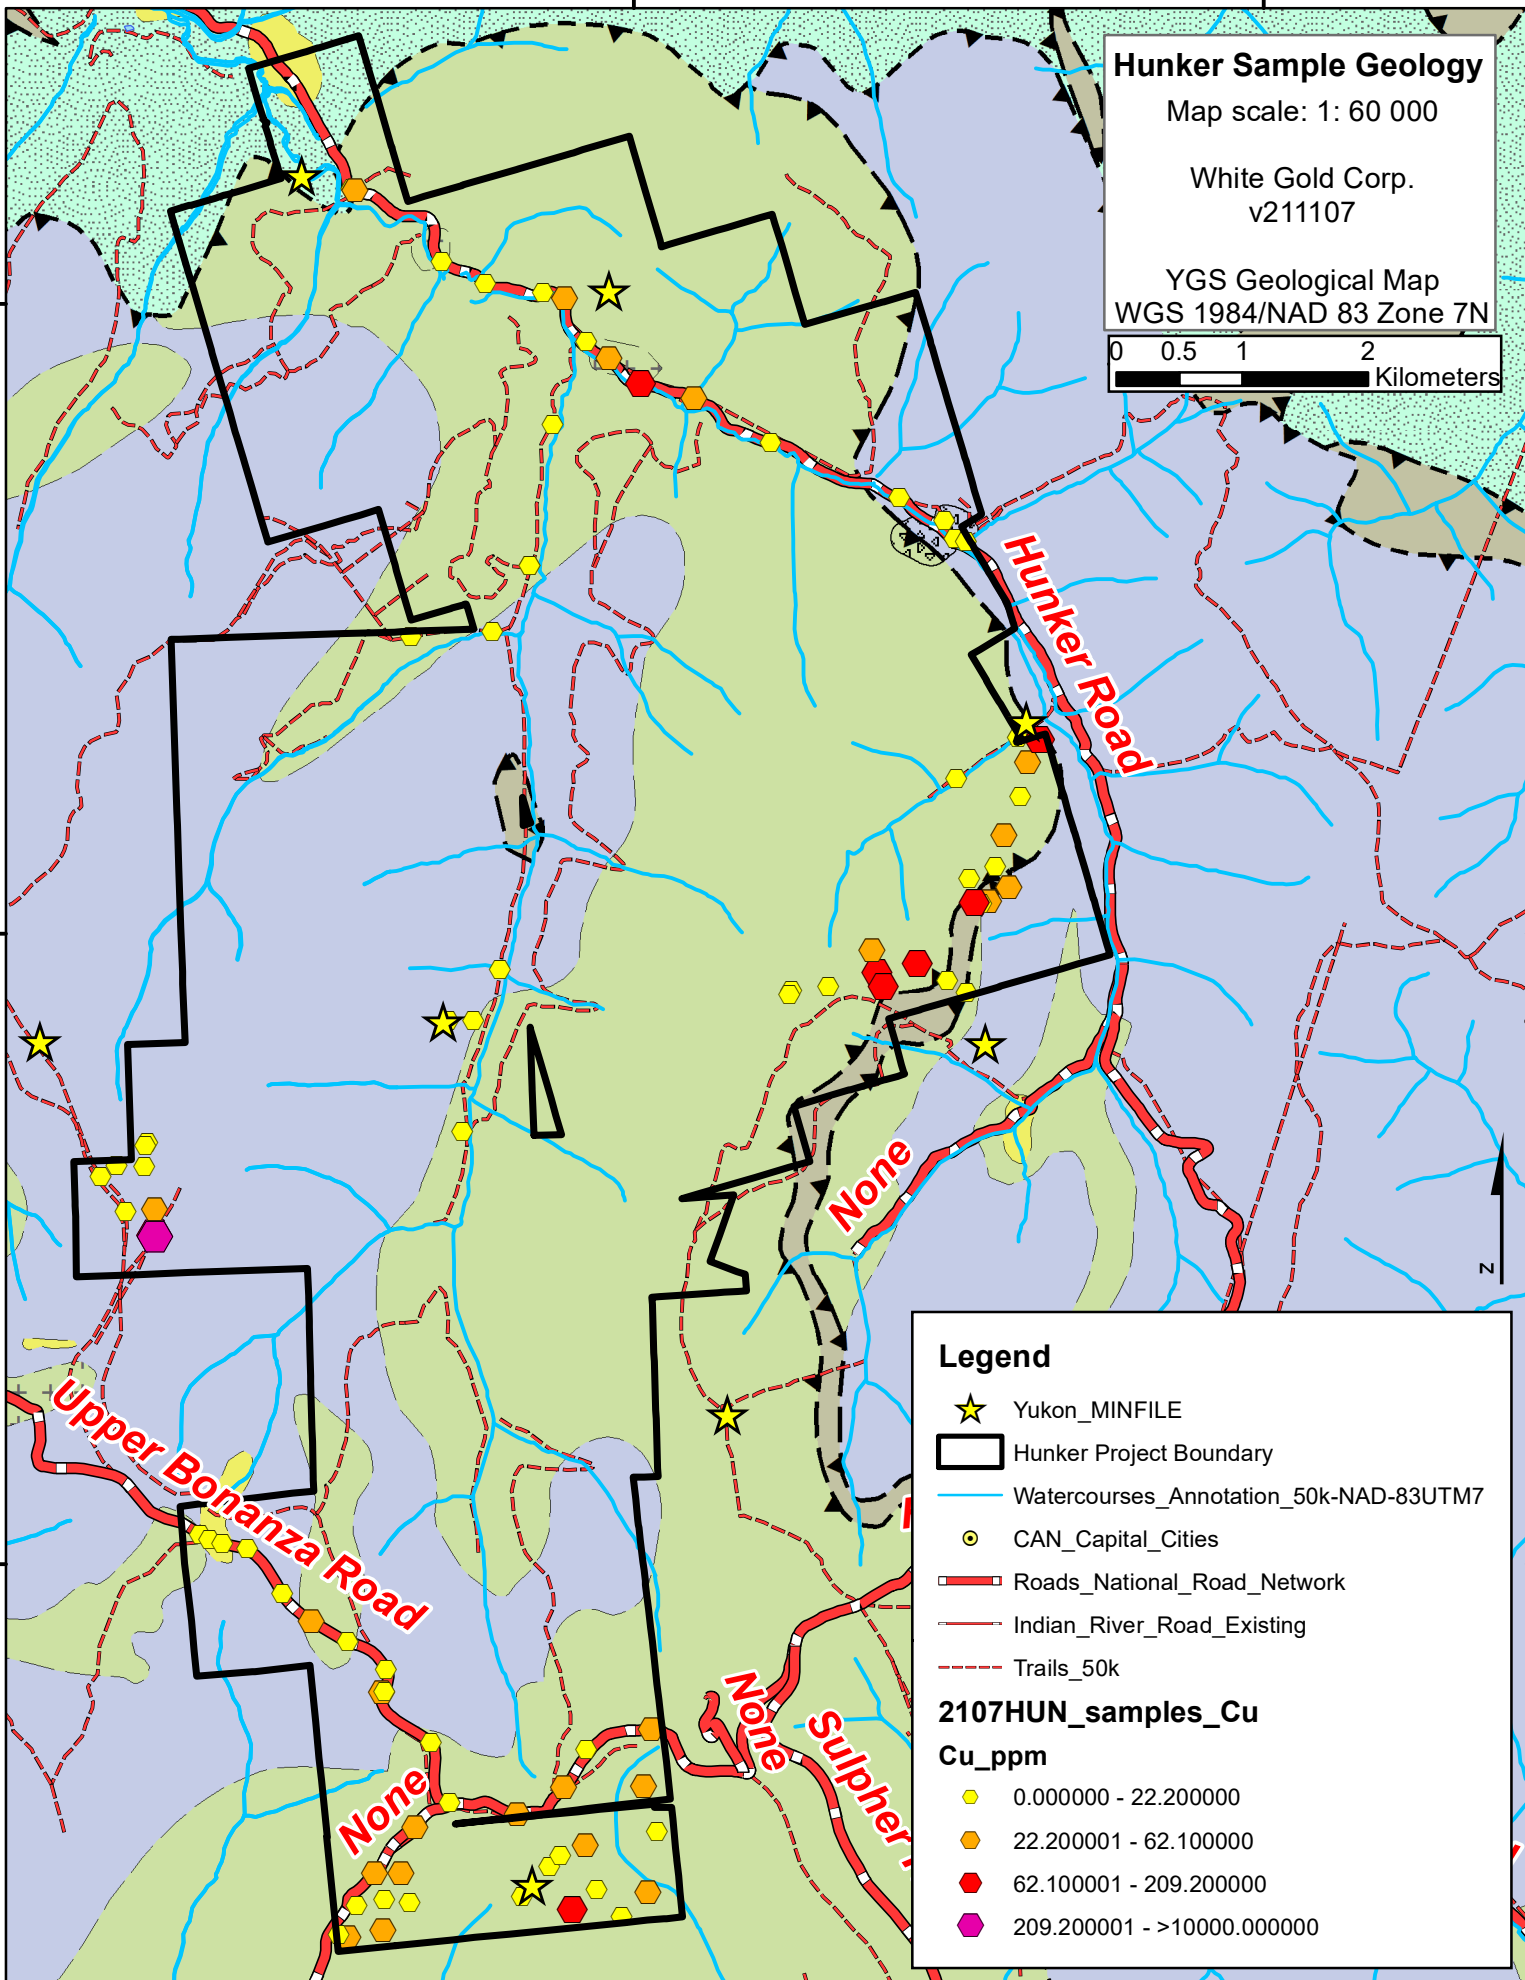 Hunker Sample Geology
Map scale: 1: 60 000
White Gold Corp.
v211107
YGS Geological Map
WGS 1984/NAD 83 Zone 7N
0 0.5 1 2
Kilometers
Hunker Road
None
N
Upper Bonanza Road
None
None
Sulpher
Legend
Yukon_MINFILE
Hunker Project Boundary
Watercourses_Annotation_50k-NAD-83UTM7
CAN_Capital_Cities
Roads_National_Road_Network
Indian_River_Road_Existing
Trails_50k
2107HUN_samples_Cu
Cu_ppm
0.000000 - 22.200000
22.200001 - 62.100000
62.100001 - 209.200000
209.200001 - >10000.000000